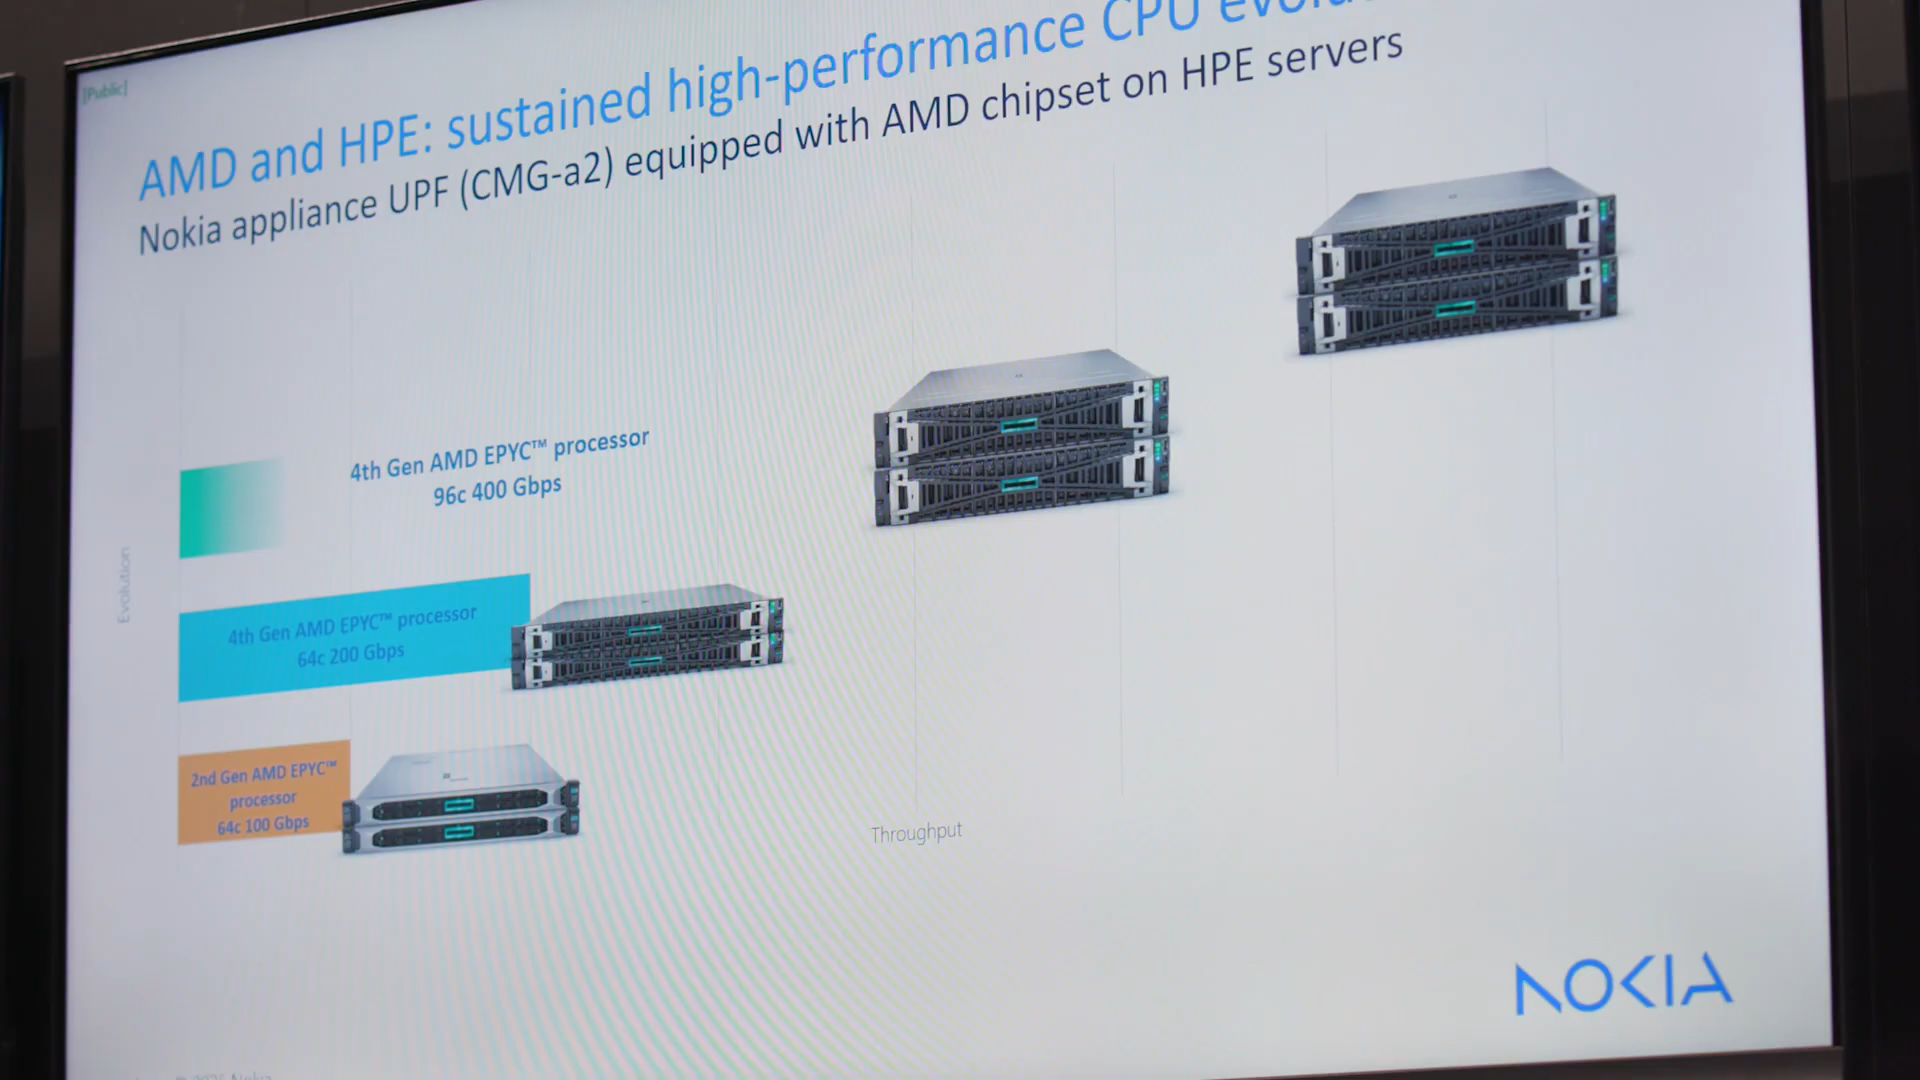 [Public]
AMD and HPE: sustained high-performance CPU
Nokia appliance UPF (CMG-a2) equipped with AMD chipset on HPE servers
4th Gen AMD EPYC™ processor
96c 400 Gbps
Evolution
4th Gen AMD EPYC™ processor
64c 200 Gbps
2nd Gen AMD EPYC™
processor
64c 100 Gbps
Throughput
NOKIA